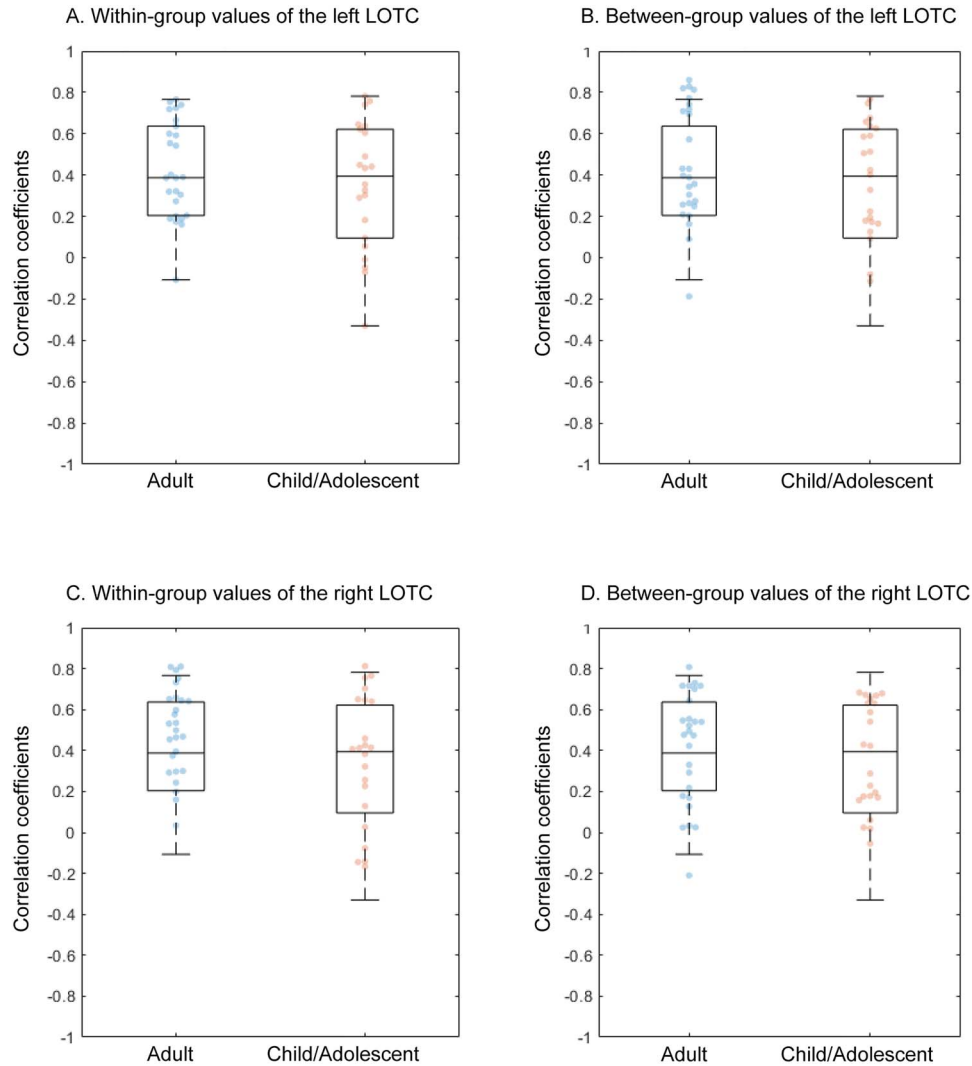 A. Within-group values of the left LOTC
1
0.8
0.6
0.4
0.2
0
-0.2
-0.4
-0.6
-0.8
-1
Correlation coefficients
Adult
Child/Adolescent
B. Between-group values of the left LOTC
1
0.8
0.6
0.4
0.2
0
-0.2
-0.4
-0.6
-0.8
-1
Correlation coefficients
Adult
Child/Adolescent
C. Within-group values of the right LOTC
1
0.8
0.6
0.4
0.2
0
-0.2
-0.4
-0.6
-0.8
-1
Correlation coefficients
Adult
Child/Adolescent
D. Between-group values of the right LOTC
1
0.8
0.6
0.4
0.2
0
-0.2
-0.4
-0.6
-0.8
-1
Correlation coefficients
Adult
Child/Adolescent